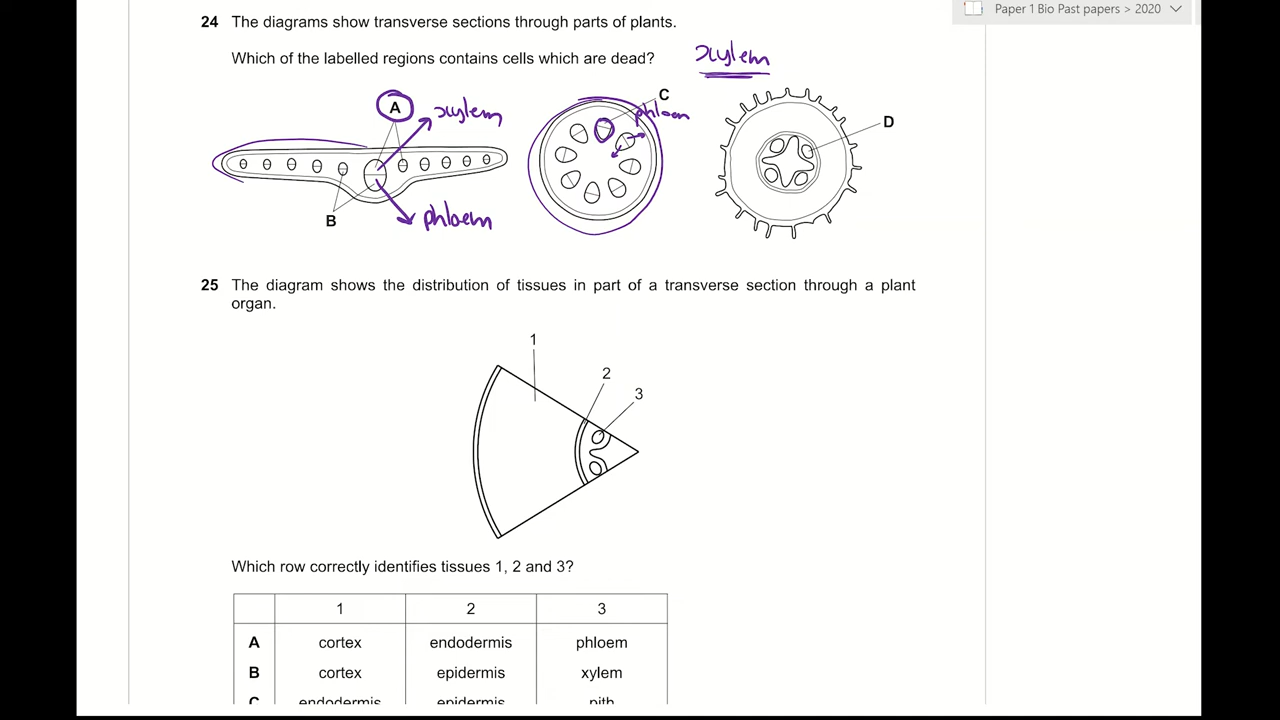 Paper 1 Bio Past papers > 2020
24 The diagrams show transverse sections through parts of plants.
Which of the labelled regions contains cells which are dead?
xylem
A
xylem
B
phloem
C
phloem
D
25 The diagram shows the distribution of tissues in part of a transverse section through a plant
organ.
1
2
3
Which row correctly identifies tissues 1, 2 and 3?
1 2 3
A cortex endodermis phloem
B cortex epidermis xylem
C endodermis epidermis pith